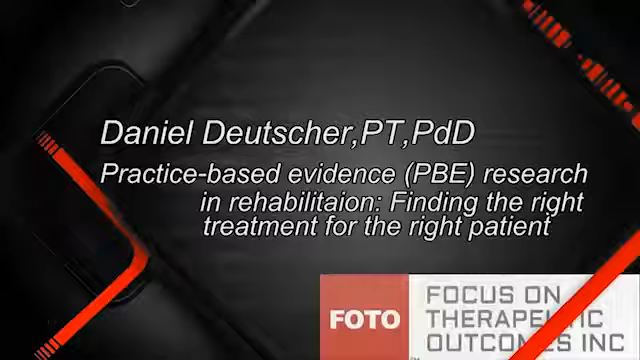 Daniel Deutscher,PT,PdD
Practice-based evidence (PBE) research
in rehabilitaion: Finding the right
treatment for the right patient
FOTO
FOCUS ON
THERAPEUTIC
OUTCOMES INC
TM